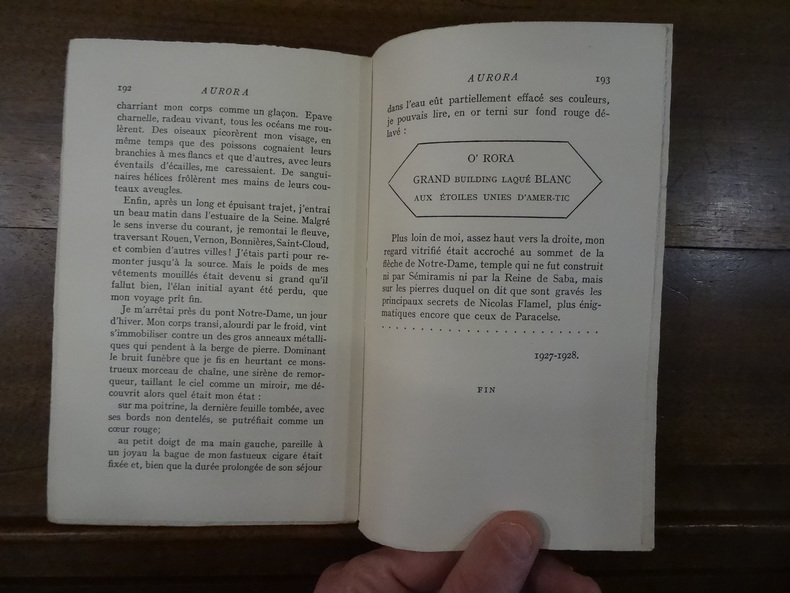 192
AURORA
charriant mon corps comme un glaçon. Epave
charnelle, radeau vivant, tous les océans me rou-
lèrent. Des oiseaux picorèrent mon visage, en
même temps que des poissons cognaient leurs
branchies à mes flancs et que d'autres, avec leurs
éventails d'écailles, me caressaient. De sangui-
naires hélices frôlèrent mes mains de leurs cou-
teaux aveugles.
Enfin, après un long et épuisant trajet, j'entrai
un beau matin dans l'estuaire de la Seine. Malgré
le sens inverse du courant, je remontai le fleuve,
traversant Rouen, Vernon, Bonnières, Saint-Cloud,
et combien d'autres villes ! J'étais parti pour re-
monter jusqu'à la source. Mais le poids de mes
vêtements mouillés était devenu si grand qu'il
fallut bien, l'élan initial ayant été perdu, que
mon voyage prît fin.
Je m'arrêtai près du pont Notre-Dame, un jour
d'hiver. Mon corps transi, alourdi par le froid, vint
s'immobiliser contre un des gros anneaux métalli-
ques qui pendent à la berge de pierre. Dominant
le bruit funèbre que je fis en heurtant ce mons-
trueux morceau de chaîne, une sirène de remor-
queur, taillant le ciel comme un miroir, me dé-
couvrit alors quel était mon état :
sur ma poitrine, la dernière feuille tombée, avec
ses bords non dentelés, se putréfiait comme un
cœur rouge;
au petit doigt de ma main gauche, pareille à
un joyau la bague de mon fastueux cigare était
fixée et, bien que la durée prolongée de son séjour
AURORA
193
dans l'eau eût partiellement effacé ses couleurs,
je pouvais lire, en or terni sur fond rouge dé-
lavé :
O' RORA
GRAND BUILDING LAQUÉ BLANC
AUX ÉTOILES UNIES D'AMER-TIC
Plus loin de moi, assez haut vers la droite, mon
regard vitrifié était accroché au sommet de la
flèche de Notre-Dame, temple qui ne fut construit
ni par Sémiramis ni par la Reine de Saba, mais
sur les pierres duquel on dit que sont gravés les
principaux secrets de Nicolas Flamel, plus énig-
matiques encore que ceux de Paracelse.
. . . . . . . . . . . . . . . . . . . . . . . . . .
1927-1928.
FIN